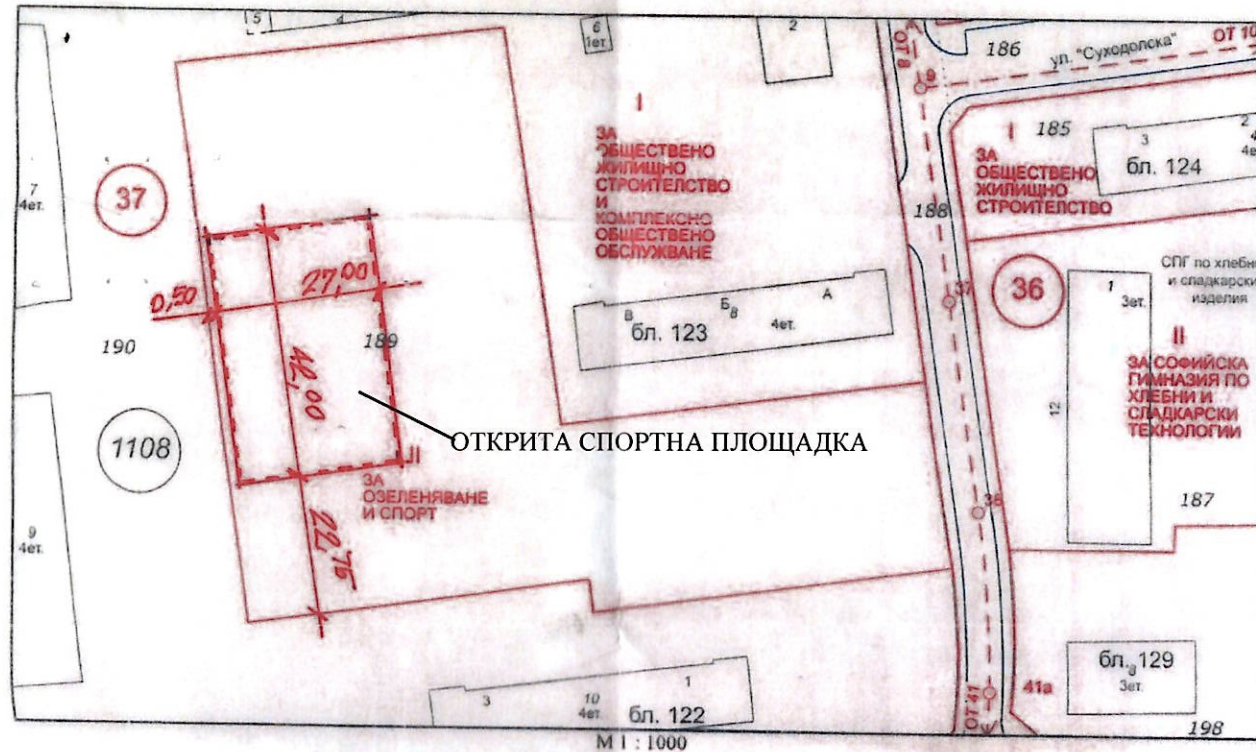 5
4
6
1ет.
2
ОТ 8
9
186
ул. "Суходолска"
ОТ 10
I
ЗА
ОБЩЕСТВЕНО
ЖИЛИЩНО
СТРОИТЕЛСТВО
И
КОМПЛЕКСНО
ОБЩЕСТВЕНО
ОБСЛУЖВАНЕ
I
185
ЗА
ОБЩЕСТВЕНО
ЖИЛИЩНО
СТРОИТЕЛСТВО
3
бл. 124
2
7
4ет.
37
188
27,00
0,50
190
189
42,00
В
Б
8
А
бл. 123
4ет.
37
36
СПГ по хлебни
и сладкарски
изделия
1
3ет.
II
ЗА СОФИЙСКА
ГИМНАЗИЯ ПО
ХЛЕБНИ И
СЛАДКАРСКИ
ТЕХНОЛОГИИ
12
1108
ОТКРИТА СПОРТНА ПЛОЩАДКА
II
ЗА
ОЗЕЛЕНЯВАНЕ
И СПОРТ
22,75
9
4ет.
38
187
3
10
4ет.
1
бл. 122
ОТ 41
41а
бл. 129
8
3ет.
198
М 1 : 1000